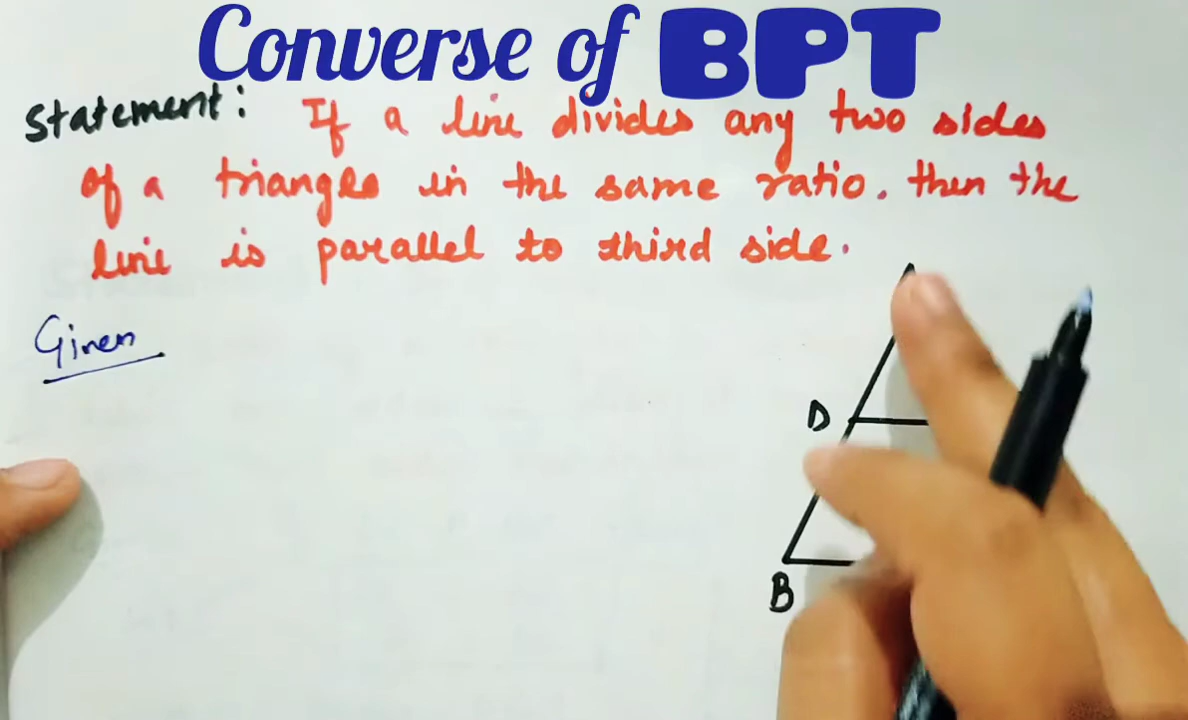 Converse of BPT
Statement: If a line divides any two sides
of a triangles in the same ratio. then the
line is parallel to third side.
Given
D
B